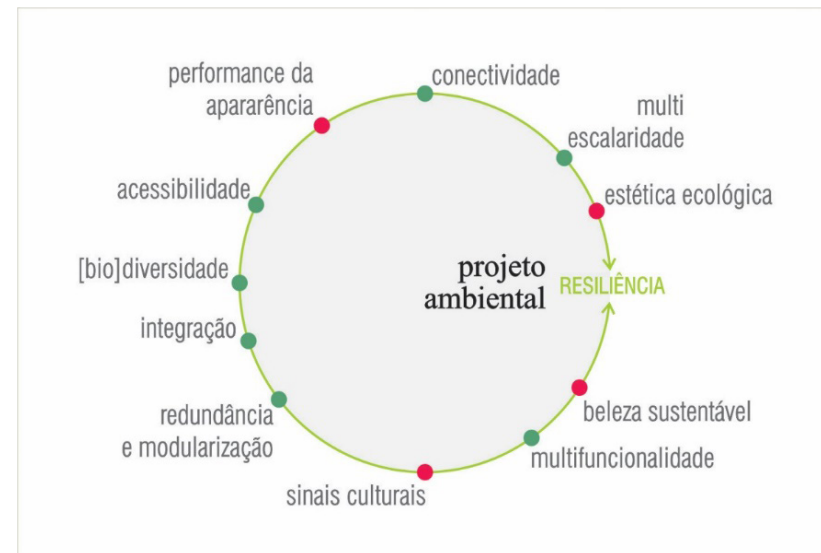 performance da
apararência
conectividade
multi
escalaridade
acessibilidade
estética ecológica
[bio]diversidade
projeto
ambiental
RESILIÊNCIA
integração
redundância
e modularização
beleza sustentável
multifuncionalidade
sinais culturais